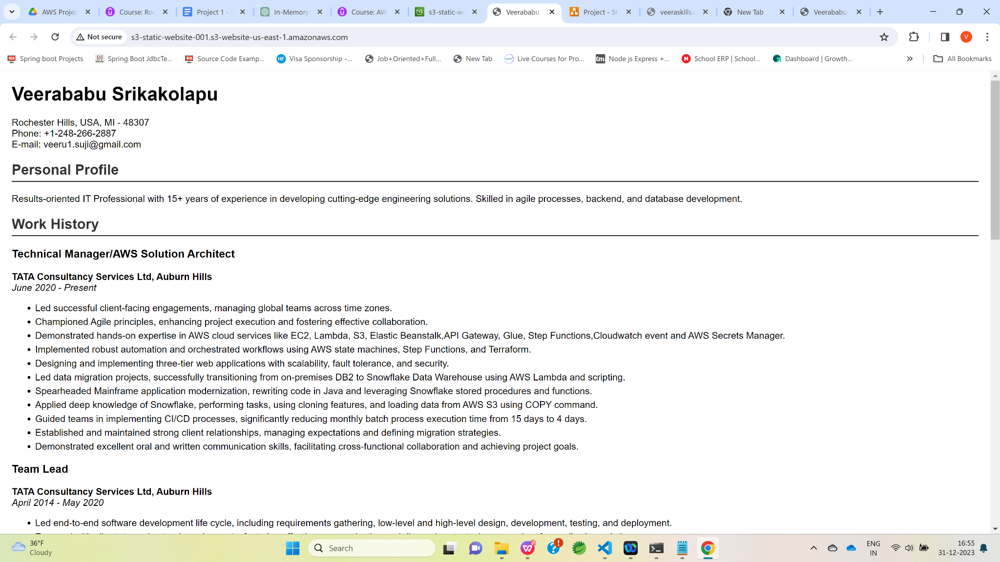 AWS Projec
Course: Roc
Project 1 - S
In-Memory
Course: AW
s3-static-we
Veerababu
Project - Sta
veeraskills.c
New Tab
Veerababu
Not secure
s3-static-website-001.s3-website-us-east-1.amazonaws.com
V
Spring boot Projects
Spring Boot JdbcTe...
Source Code Examp...
Visa Sponsorship -...
Job+Oriented+Full...
New Tab
Live Courses for Pro...
Node js Express +...
School ERP | School...
Dashboard | Growth...
All Bookmarks
Veerababu Srikakolapu
Rochester Hills, USA, MI - 48307
Phone: +1-248-266-2887
E-mail: veeru1.suji@gmail.com
Personal Profile
Results-oriented IT Professional with 15+ years of experience in developing cutting-edge engineering solutions. Skilled in agile processes, backend, and database development.
Work History
Technical Manager/AWS Solution Architect
TATA Consultancy Services Ltd, Auburn Hills
June 2020 - Present
• Led successful client-facing engagements, managing global teams across time zones.
• Championed Agile principles, enhancing project execution and fostering effective collaboration.
• Demonstrated hands-on expertise in AWS cloud services like EC2, Lambda, S3, Elastic Beanstalk,API Gateway, Glue, Step Functions,Cloudwatch event and AWS Secrets Manager.
• Implemented robust automation and orchestrated workflows using AWS state machines, Step Functions, and Terraform.
• Designing and implementing three-tier web applications with scalability, fault tolerance, and security.
• Led data migration projects, successfully transitioning from on-premises DB2 to Snowflake Data Warehouse using AWS Lambda and scripting.
• Spearheaded Mainframe application modernization, rewriting code in Java and leveraging Snowflake stored procedures and functions.
• Applied deep knowledge of Snowflake, performing tasks, using cloning features, and loading data from AWS S3 using COPY command.
• Guided teams in implementing CI/CD processes, significantly reducing monthly batch process execution time from 15 days to 4 days.
• Established and maintained strong client relationships, managing expectations and defining migration strategies.
• Demonstrated excellent oral and written communication skills, facilitating cross-functional collaboration and achieving project goals.
Team Lead
TATA Consultancy Services Ltd, Auburn Hills
April 2014 - May 2020
• Led end-to-end software development life cycle, including requirements gathering, low-level and high-level design, development, testing, and deployment.
36°F
Cloudy
Search
ENG
IN
16:55
31-12-2023